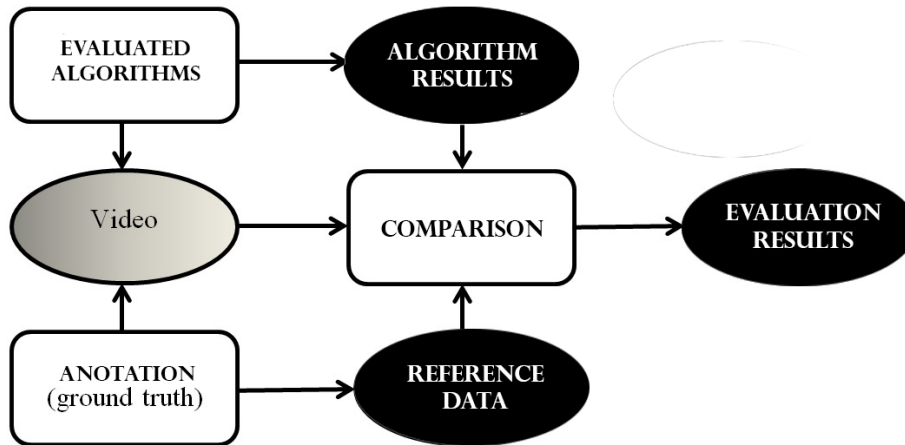 EVALUATED
ALGORITHMS
ALGORITHM
RESULTS
Video
COMPARISON
EVALUATION
RESULTS
ANOTATION
(ground truth)
REFERENCE
DATA